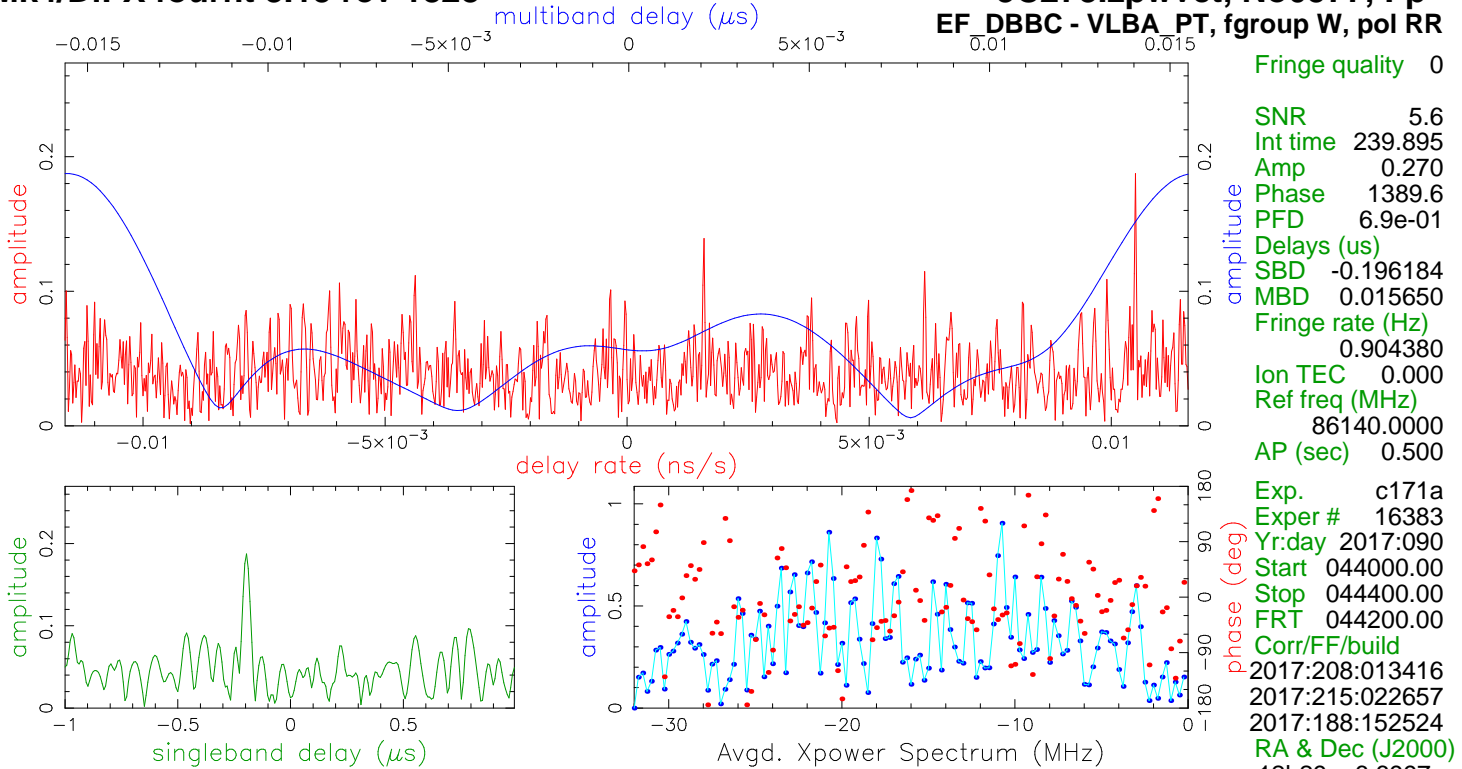 multiband delay (μs)
EF_DBBC - VLBA_PT, fgroup W, pol RR
−0.015 −0.01 −5×10⁻³ 0 5×10⁻³ 0.01 0.015
amplitude
0 0.1 0.2
amplitude
0 0.1 0.2
−0.01 −5×10⁻³ 0 5×10⁻³ 0.01
delay rate (ns/s)
amplitude
0 0.1 0.2
−1 −0.5 0 0.5
singleband delay (μs)
amplitude
0 0.5 1
−30 −20 −10 0
Avgd. Xpower Spectrum (MHz)
phase (deg)
−180 −90 0 90 180
Fringe quality 0
SNR 5.6
Int time 239.895
Amp 0.270
Phase 1389.6
PFD 6.9e-01
Delays (us)
SBD -0.196184
MBD 0.015650
Fringe rate (Hz)
0.904380
Ion TEC 0.000
Ref freq (MHz)
86140.0000
AP (sec) 0.500
Exp. c171a
Exper # 16383
Yr:day 2017:090
Start 044000.00
Stop 044400.00
FRT 044200.00
Corr/FF/build
2017:208:013416
2017:215:022657
2017:188:152524
RA & Dec (J2000)